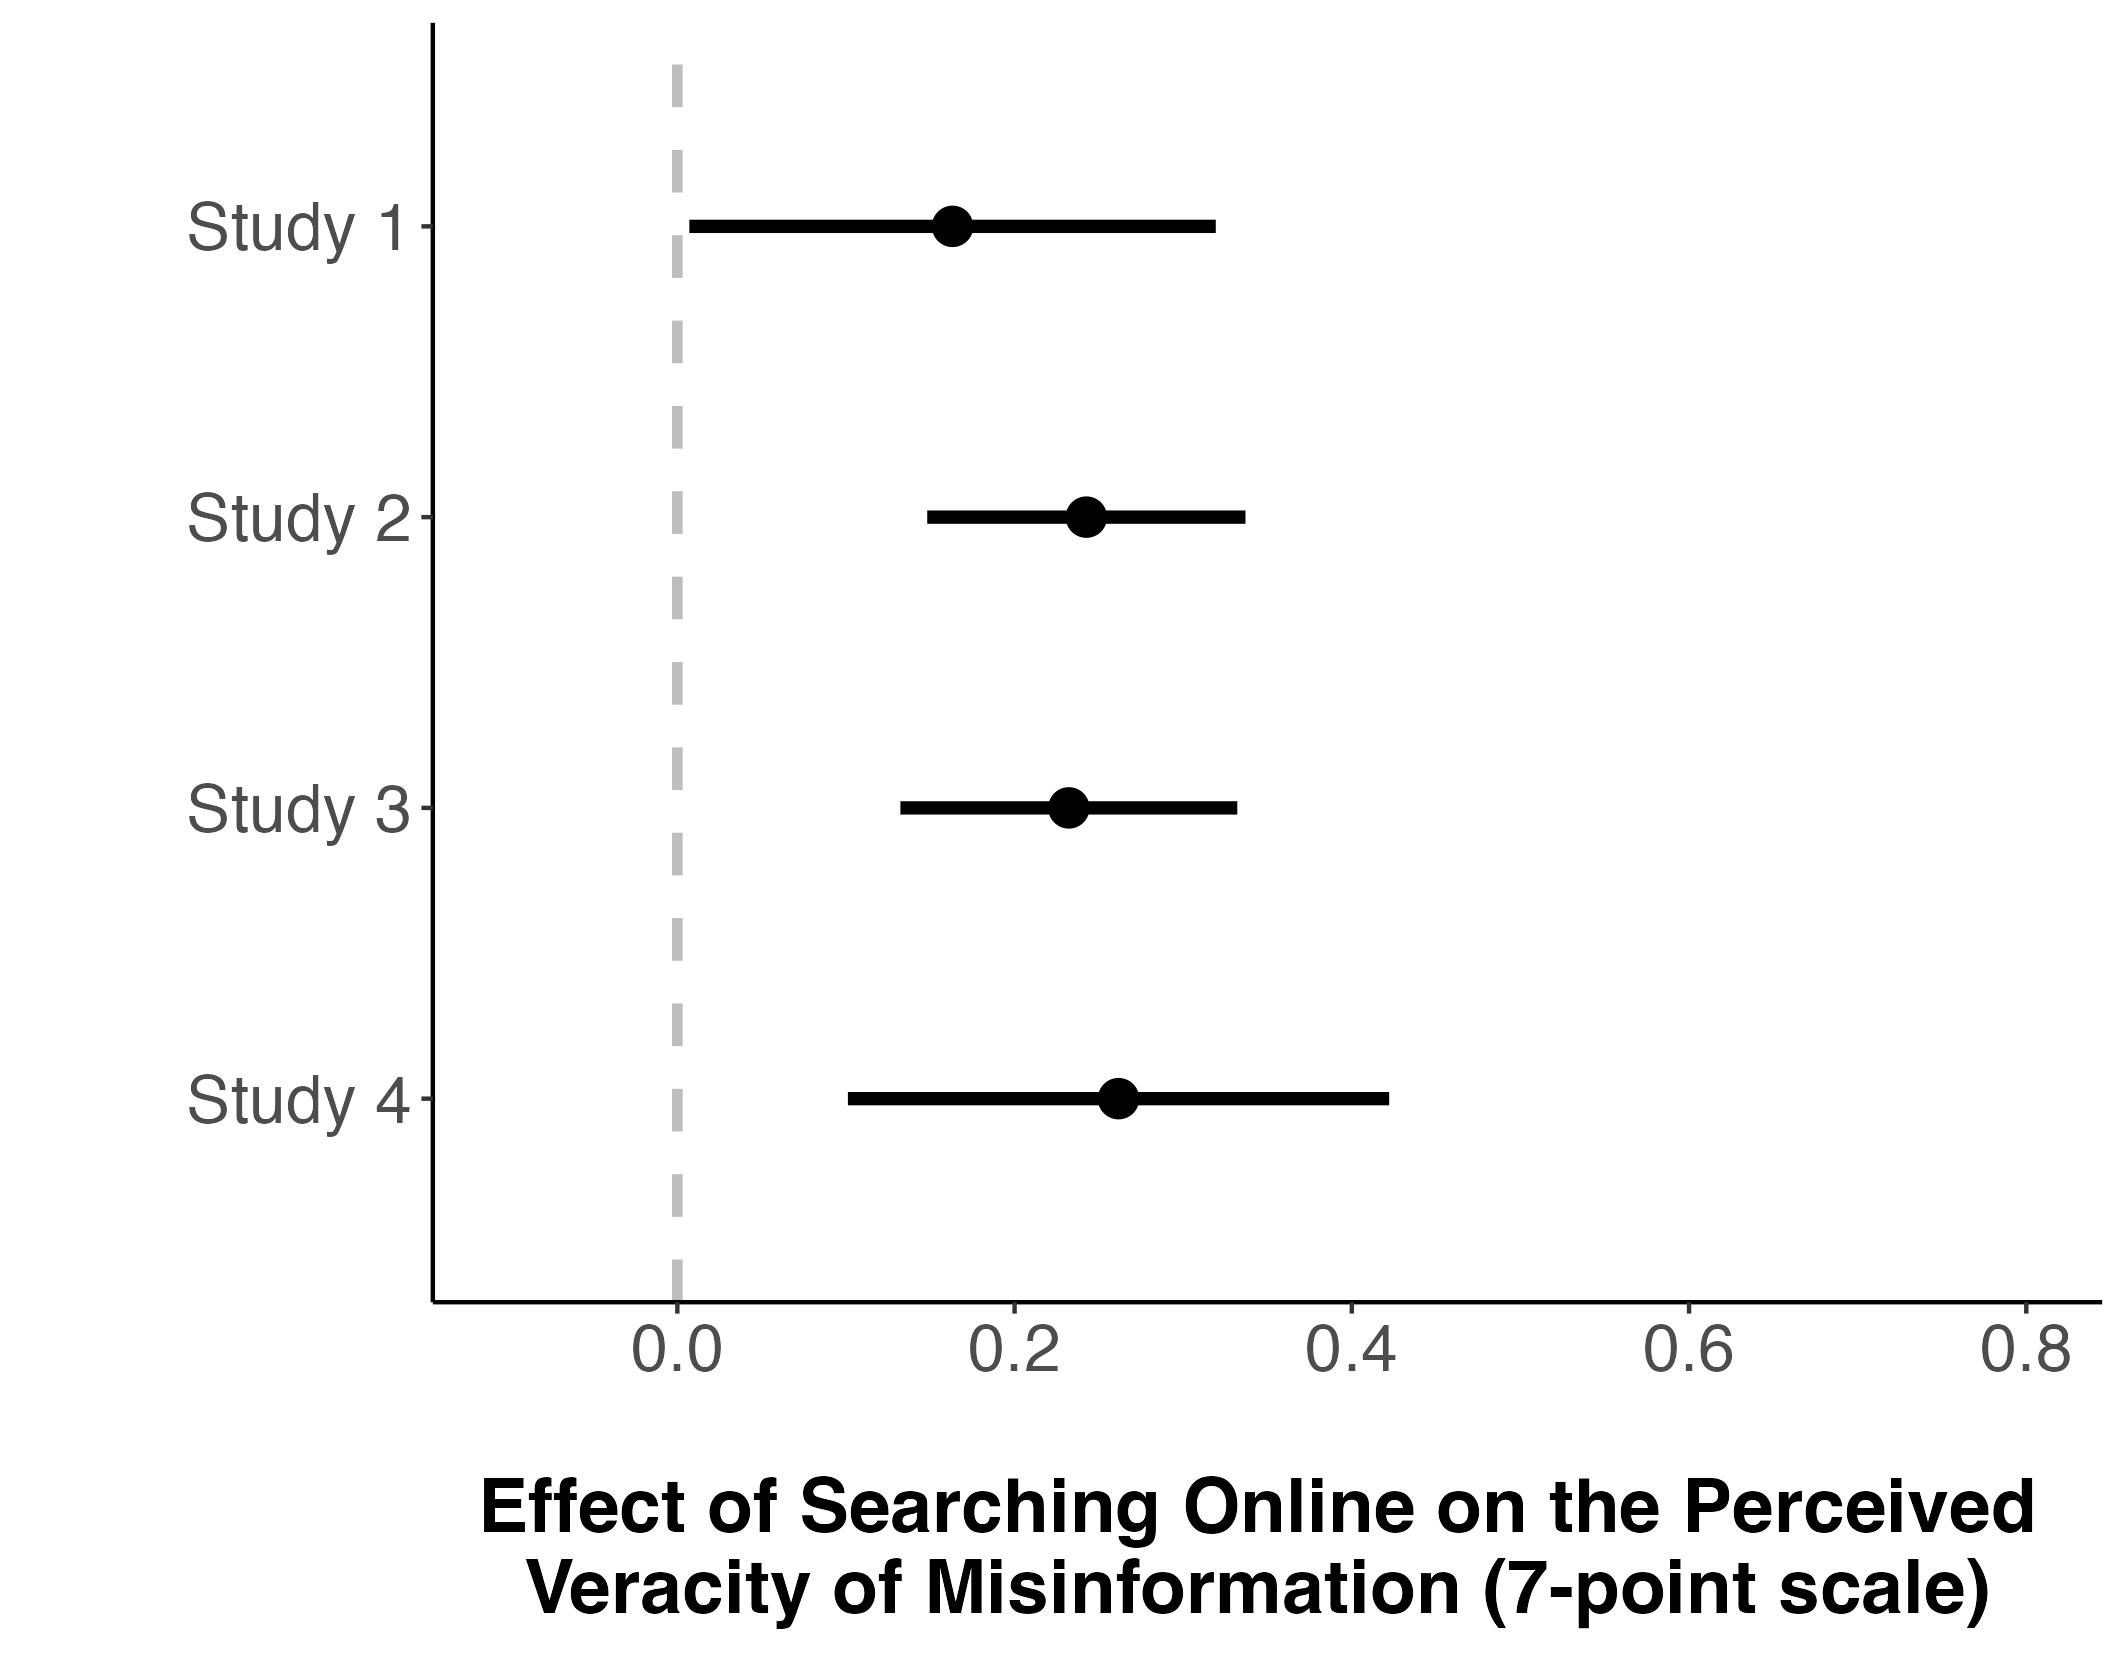 Study 1
Study 2
Study 3
Study 4
0.0 0.2 0.4 0.6 0.8
Effect of Searching Online on the Perceived
Veracity of Misinformation (7-point scale)